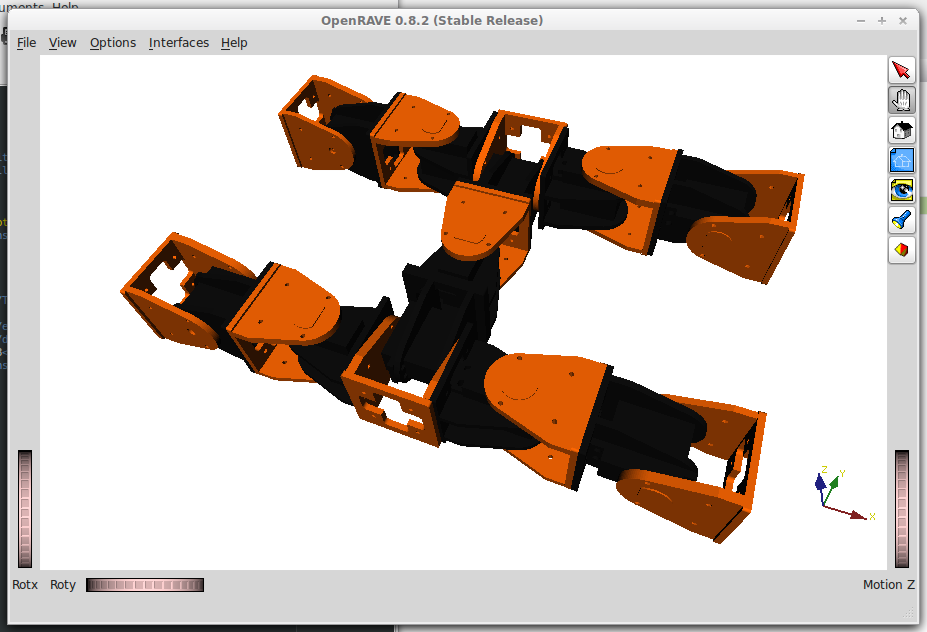 uments Help
OpenRAVE 0.8.2 (Stable Release)
File View Options Interfaces Help
Z
Y
X
Rotx Roty Motion Z